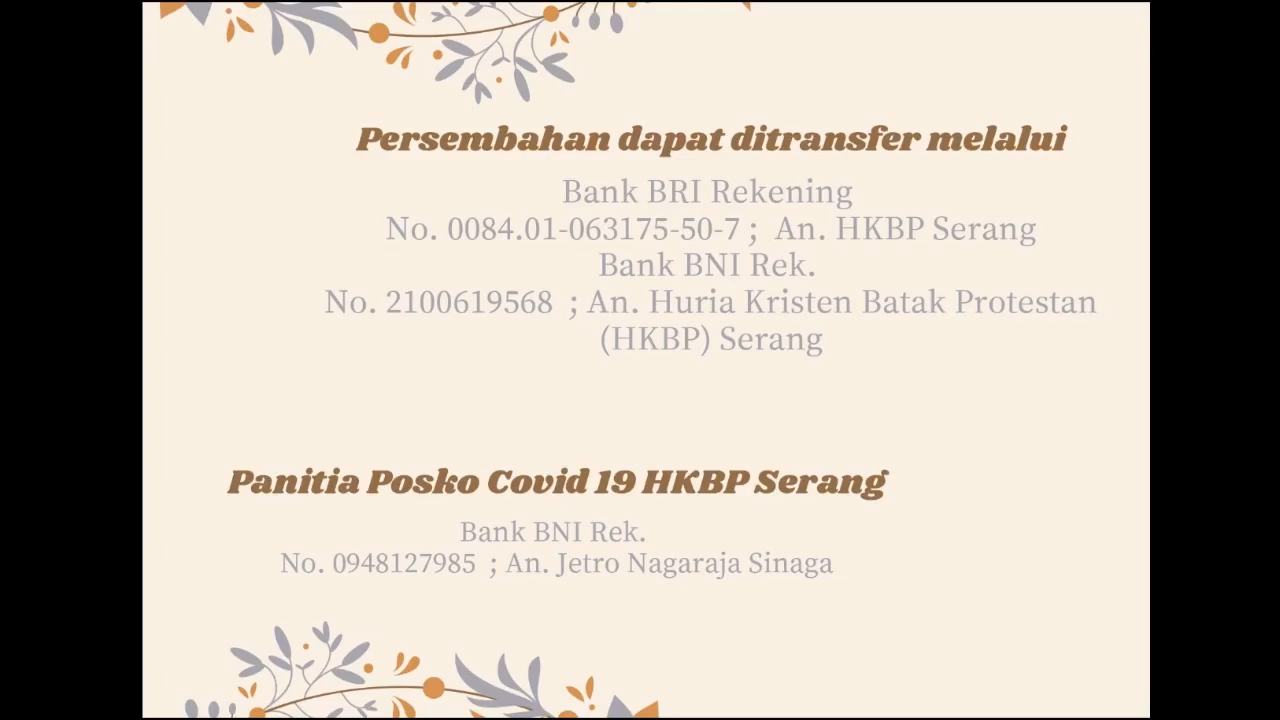 Persembahan dapat ditransfer melalui
Bank BRI Rekening
No. 0084.01-063175-50-7 ; An. HKBP Serang
Bank BNI Rek.
No. 2100619568 ; An. Huria Kristen Batak Protestan
(HKBP) Serang
Panitia Posko Covid 19 HKBP Serang
Bank BNI Rek.
No. 0948127985 ; An. Jetro Nagaraja Sinaga